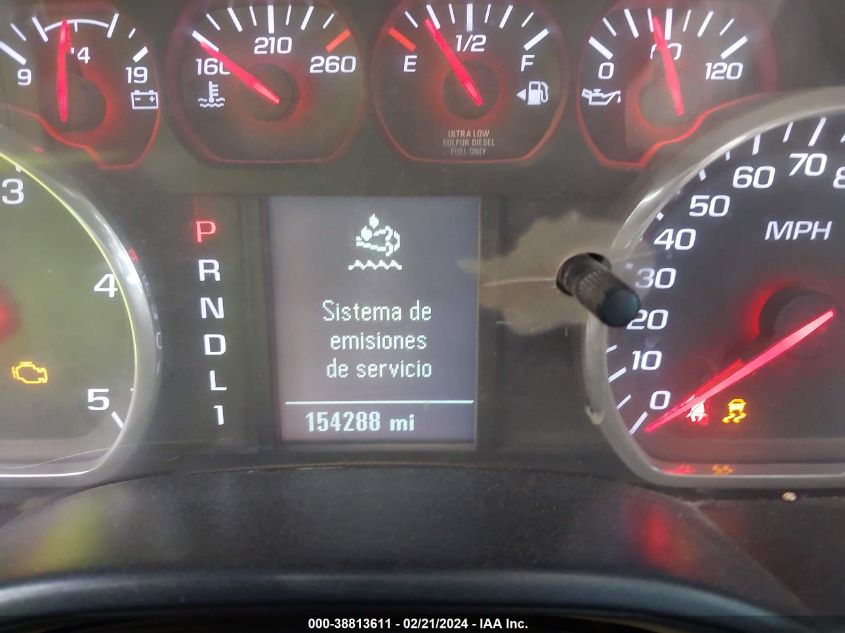 9 14 19
160 210 260
E 1/2 F
0 60 120
ULTRA LOW
SULFUR DIESEL
FUEL ONLY
3
4
5
P
R
N
D
L
1
Sistema de
emisiones
de servicio
154288 mi
MPH
0
10
20
30
40
50
60
70
8
000-38813611 - 02/21/2024 - IAA Inc.